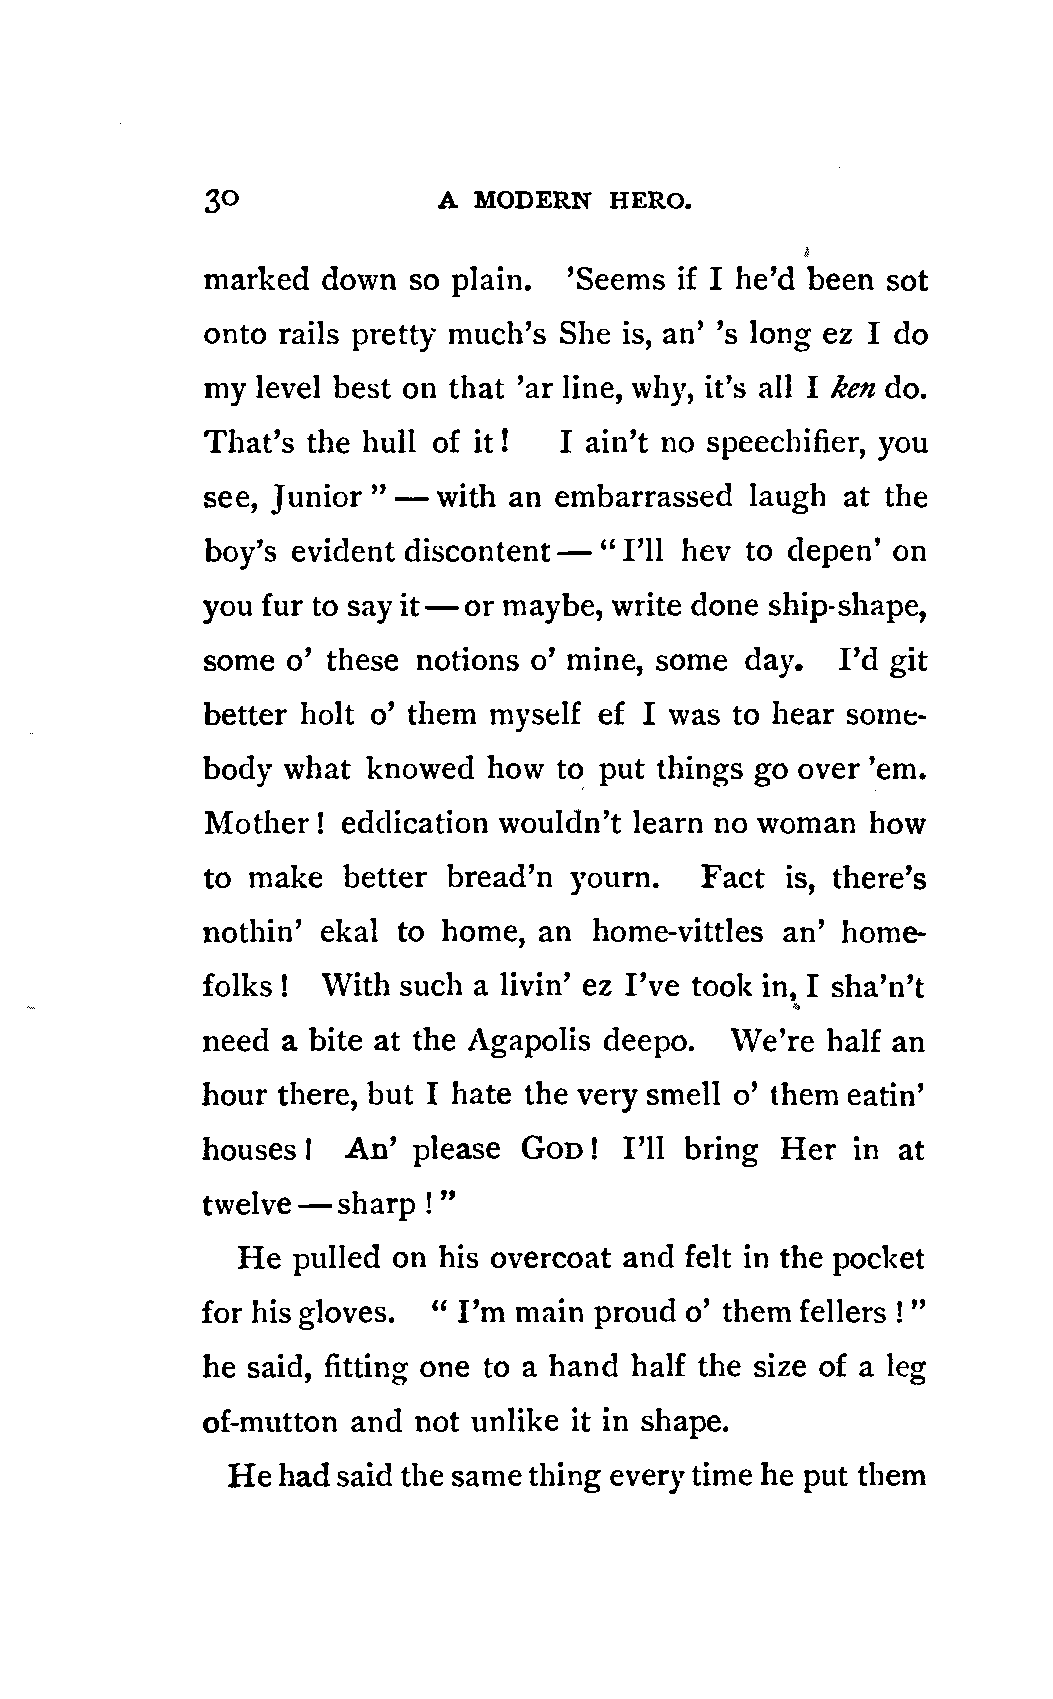 30 A MODERN HERO.
marked down so plain. 'Seems if I he'd been sot
onto rails pretty much's She is, an' 's long ez I do
my level best on that 'ar line, why, it's all I ken do.
That's the hull of it! I ain't no speechifier, you
see, Junior" — with an embarrassed laugh at the
boy's evident discontent — "I'll hev to depen' on
you fur to say it — or maybe, write done ship-shape,
some o' these notions o' mine, some day. I'd git
better holt o' them myself ef I was to hear some-
body what knowed how to put things go over 'em.
Mother! eddication wouldn't learn no woman how
to make better bread'n yourn. Fact is, there's
nothin' ekal to home, an home-vittles an' home-
folks! With such a livin' ez I've took in, I sha'n't
need a bite at the Agapolis deepo. We're half an
hour there, but I hate the very smell o' them eatin'
houses! An' please GOD! I'll bring Her in at
twelve — sharp!"
He pulled on his overcoat and felt in the pocket
for his gloves. "I'm main proud o' them fellers!"
he said, fitting one to a hand half the size of a leg
of-mutton and not unlike it in shape.
He had said the same thing every time he put them